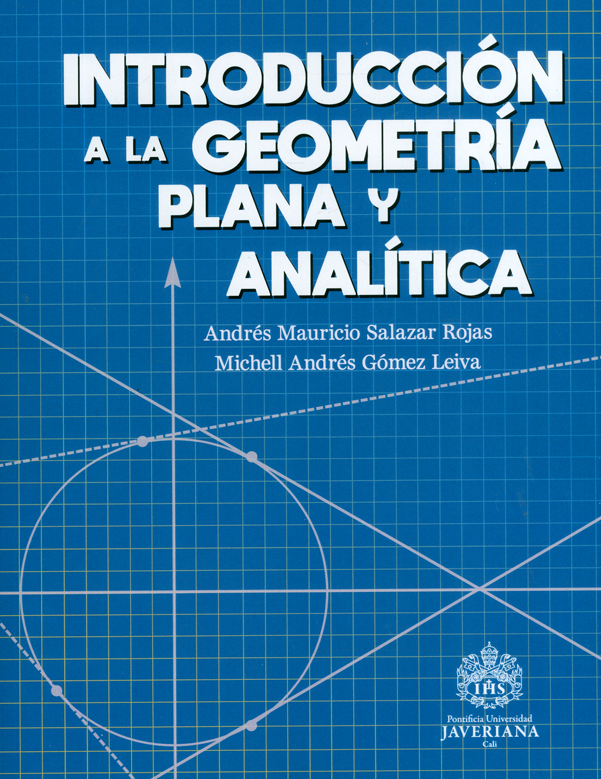 INTRODUCCIÓN
A LA GEOMETRÍA
PLANA Y
ANALÍTICA
Andrés Mauricio Salazar Rojas
Michell Andrés Gómez Leiva
IHS
Pontificia Universidad
JAVERIANA
Cali